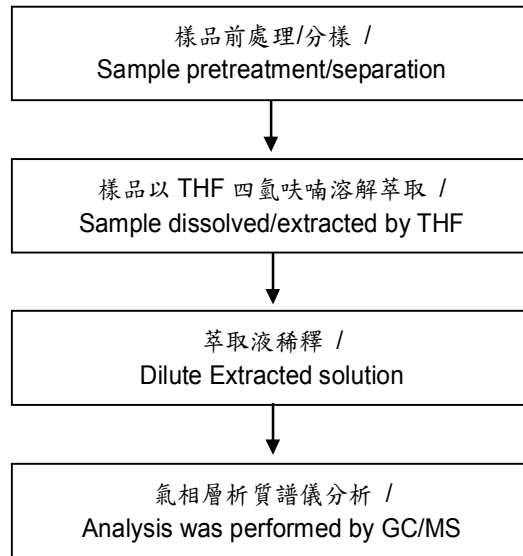 樣品前處理/分樣 /
Sample pretreatment/separation
樣品以 THF 四氫呋喃溶解萃取 /
Sample dissolved/extracted by THF
萃取液稀釋 /
Dilute Extracted solution
氣相層析質譜儀分析 /
Analysis was performed by GC/MS